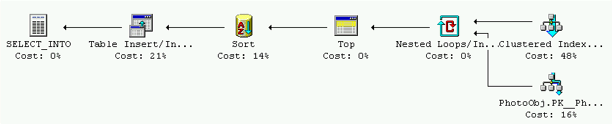 SELECT_INTO
Cost: 0%
Table Insert/In...
Cost: 21%
Sort
Cost: 14%
Top
Cost: 0%
Nested Loops/In...
Cost: 0%
Clustered Index...
Cost: 48%
PhotoObj.PK__Ph...
Cost: 16%